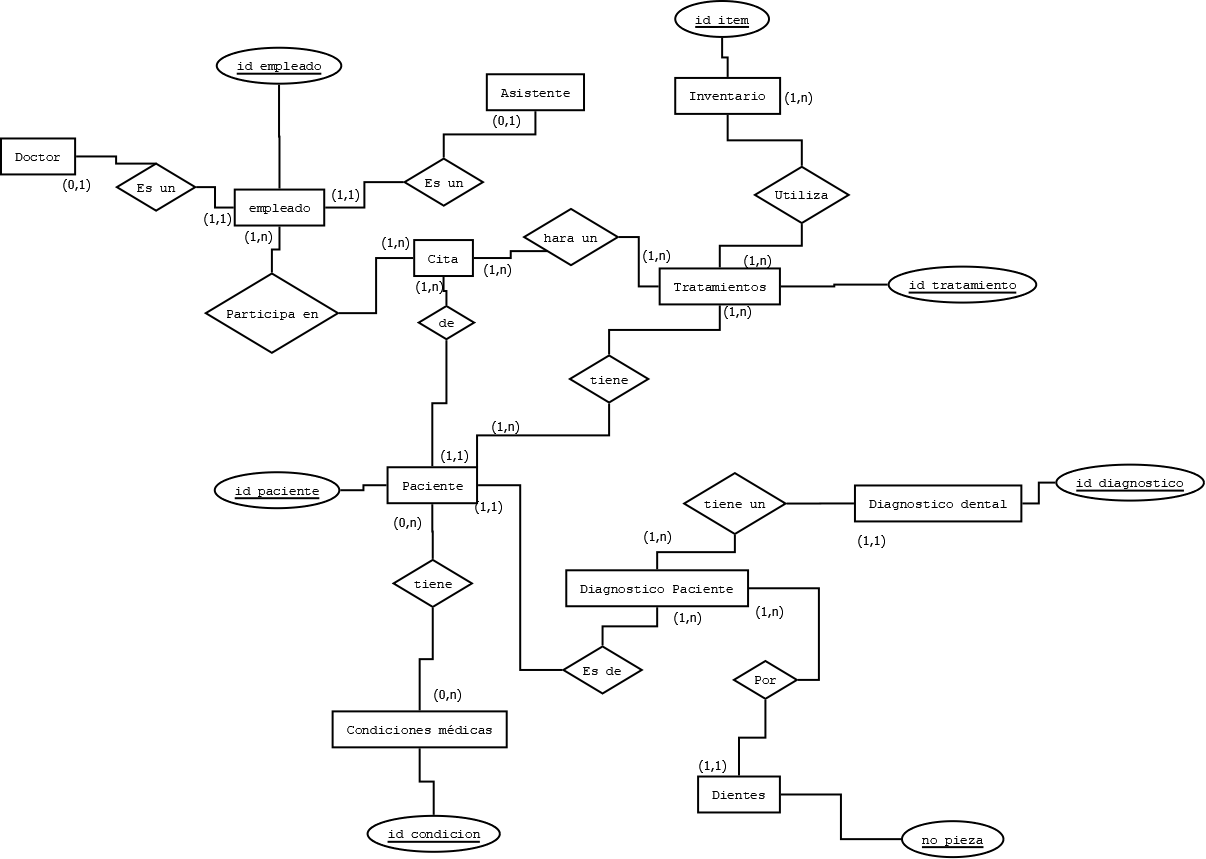 id item
id empleado
Asistente
Inventario
(1,n)
(0,1)
Doctor
(0,1)
Es un
Es un
(1,1)
Utiliza
(1,1)
empleado
(1,n)
(1,n)
hara un
Cita
(1,n)
(1,n)
(1,n)
Tratamientos
id tratamiento
(1,n)
Participa en
de
(1,n)
tiene
(1,n)
(1,1)
id paciente
Paciente
(1,1)
tiene un
Diagnostico dental
id diagnostico
(0,n)
(1,n)
(1,1)
tiene
Diagnostico Paciente
(1,n)
(1,n)
Es de
Por
(0,n)
Condiciones médicas
(1,1)
Dientes
id condicion
no pieza